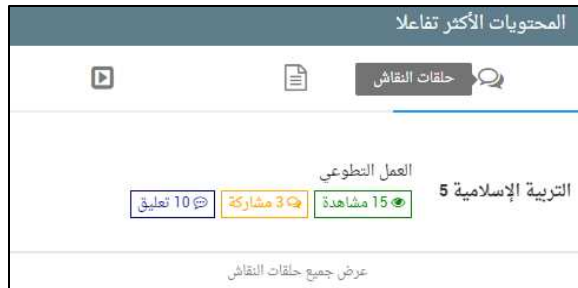 المحتويات الأكثر تفاعلا
حلقات النقاش
العمل التطوعي
التربية الإسلامية 5
15 مشاهدة 3 مشاركة 10 تعليق
عرض جميع حلقات النقاش